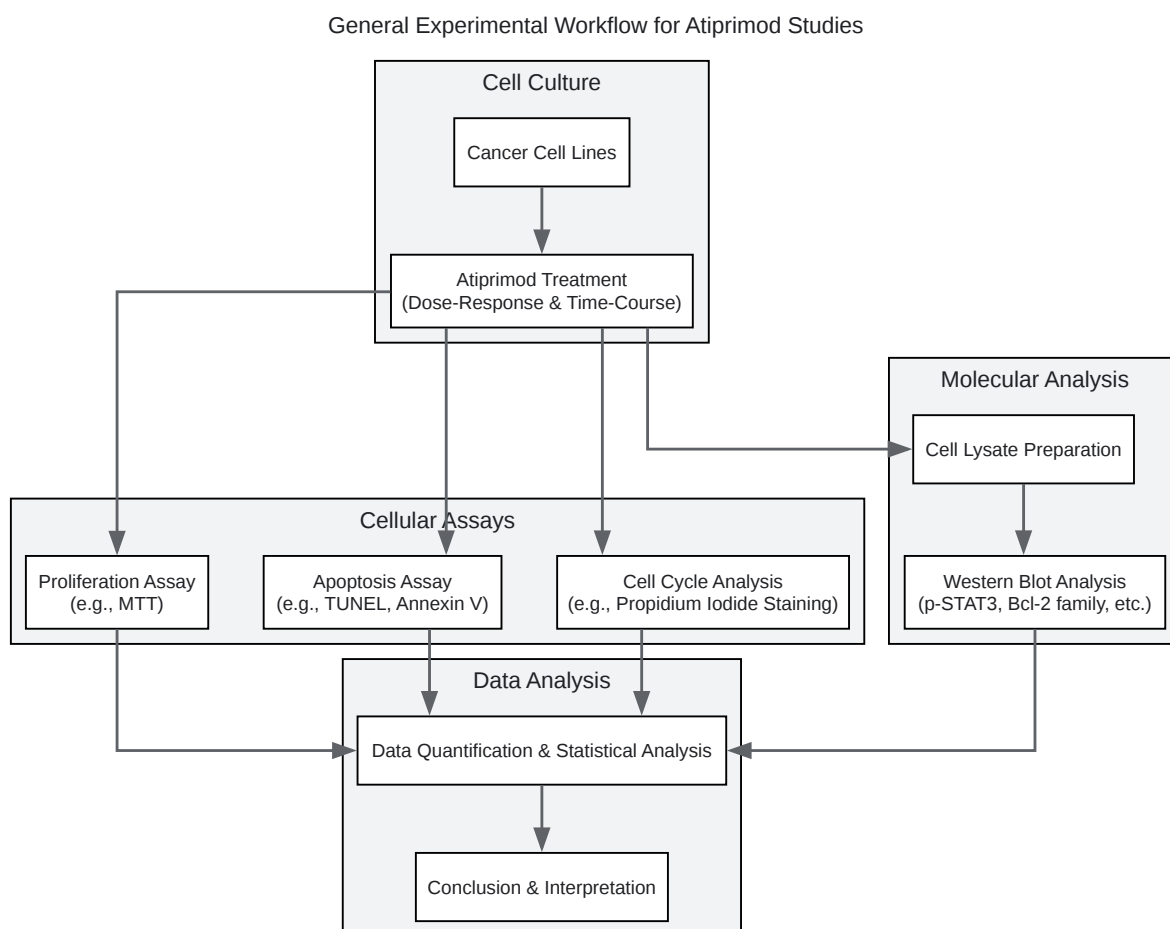 General Experimental Workflow for Atiprimod Studies
Cell Culture
Cancer Cell Lines
Atiprimod Treatment
(Dose-Response & Time-Course)
Molecular Analysis
Cell Lysate Preparation
Cellular Assays
Proliferation Assay
(e.g., MTT)
Apoptosis Assay
(e.g., TUNEL, Annexin V)
Cell Cycle Analysis
(e.g., Propidium Iodide Staining)
Western Blot Analysis
(p-STAT3, Bcl-2 family, etc.)
Data Analysis
Data Quantification & Statistical Analysis
Conclusion & Interpretation